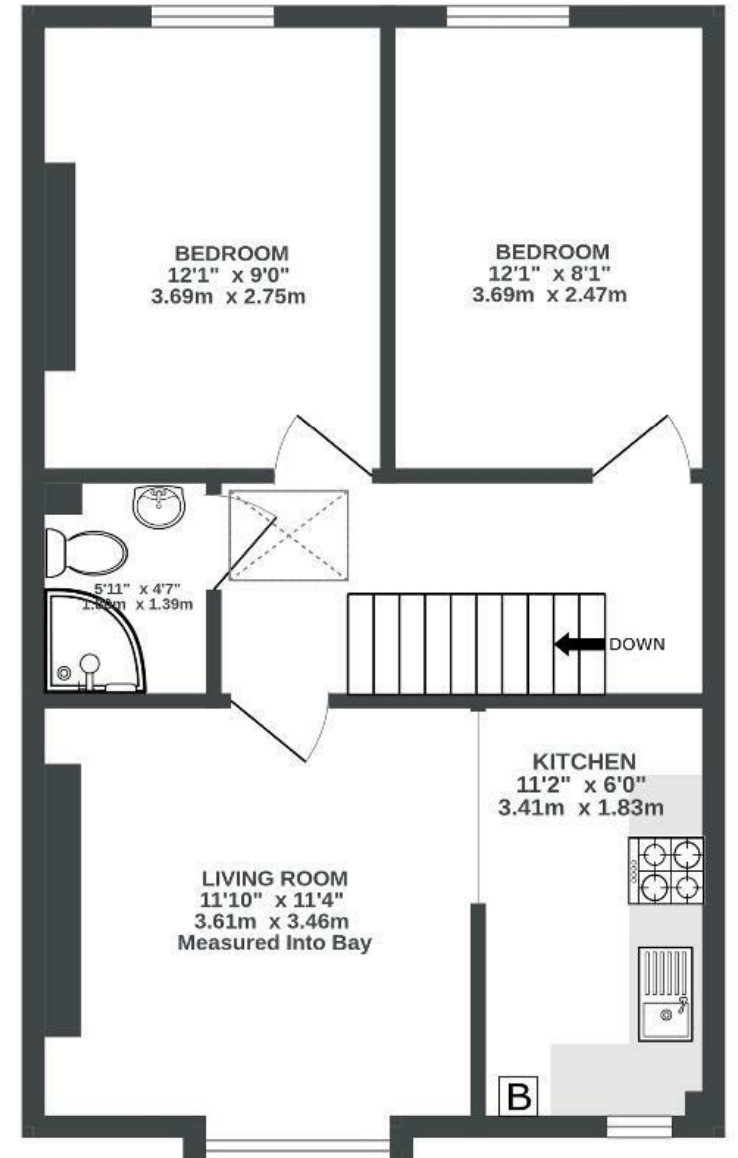 BEDROOM
12'1" x 9'0"
3.69m x 2.75m
BEDROOM
12'1" x 8'1"
3.69m x 2.47m
5'11" x 4'7"
x 1.39m
DOWN
KITCHEN
11'2" x 6'0"
3.41m x 1.83m
LIVING ROOM
11'10" x 11'4"
3.61m x 3.46m
Measured Into Bay
B